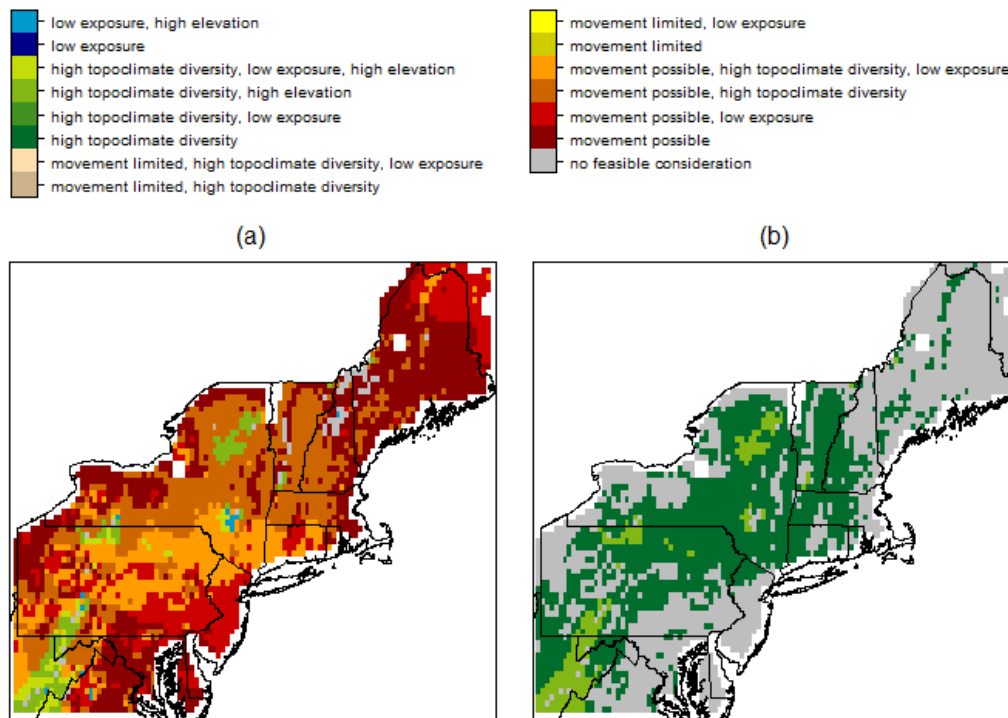 low exposure, high elevation
low exposure
high topoclimate diversity, low exposure, high elevation
high topoclimate diversity, high elevation
high topoclimate diversity, low exposure
high topoclimate diversity
movement limited, high topoclimate diversity, low exposure
movement limited, high topoclimate diversity
movement limited, low exposure
movement limited
movement possible, high topoclimate diversity, low exposure
movement possible, high topoclimate diversity
movement possible, low exposure
movement possible
no feasible consideration
(a)
(b)